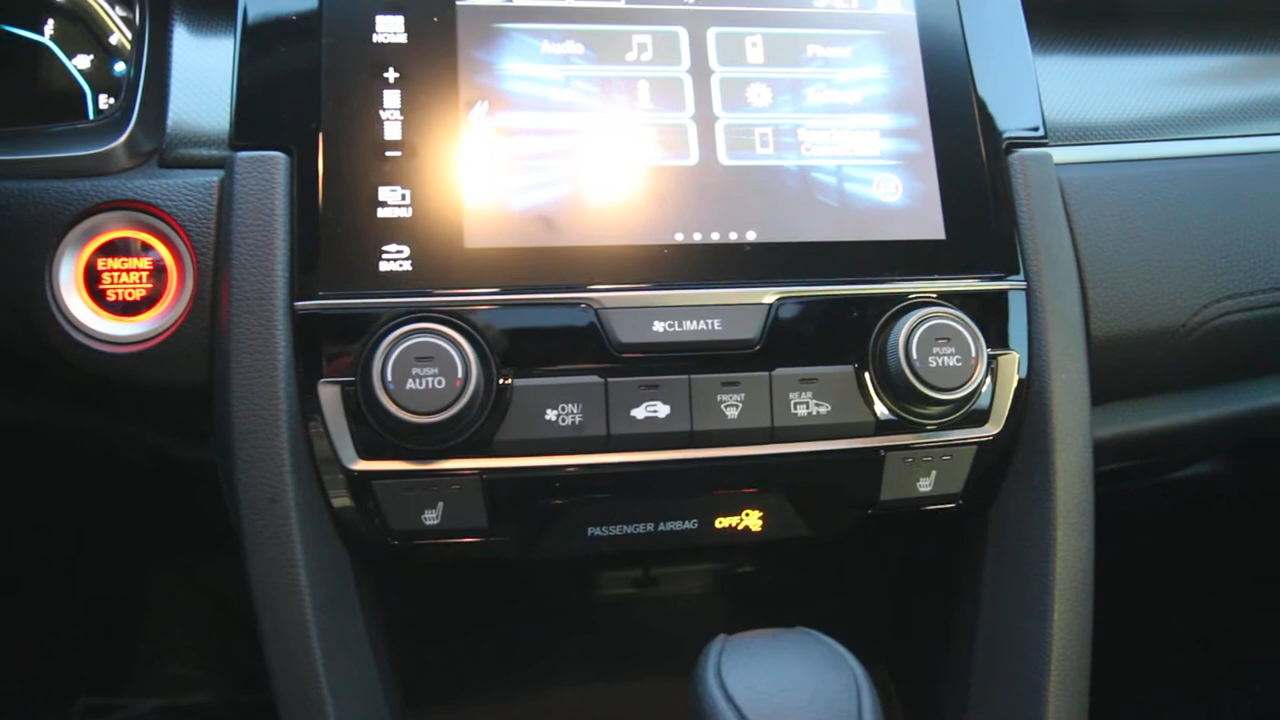 HOME
+
VOL
−
MENU
BACK
Audio
Phone
E
ENGINE
START
STOP
CLIMATE
PUSH
AUTO
ON/
OFF
FRONT
REAR
PUSH
SYNC
PASSENGER AIRBAG OFF